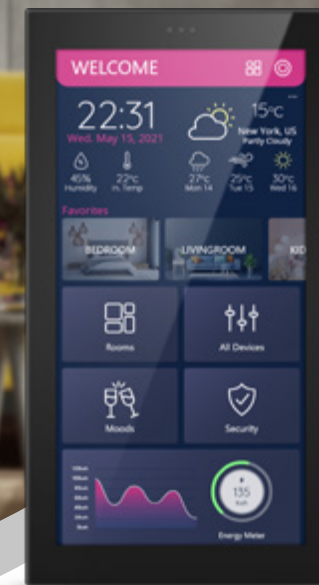 WELCOME
22:31
Wed. May 15, 2021
15°C
New York, US
Partly Cloudy
45%
Humidity
22°C
In. Temp
27°C
Mon 14
25°C
Tue 15
30°C
Wed 16
Favorites
BEDROOM
LIVINGROOM
KID
Rooms
All Devices
Moods
Security
135
Energy Meter